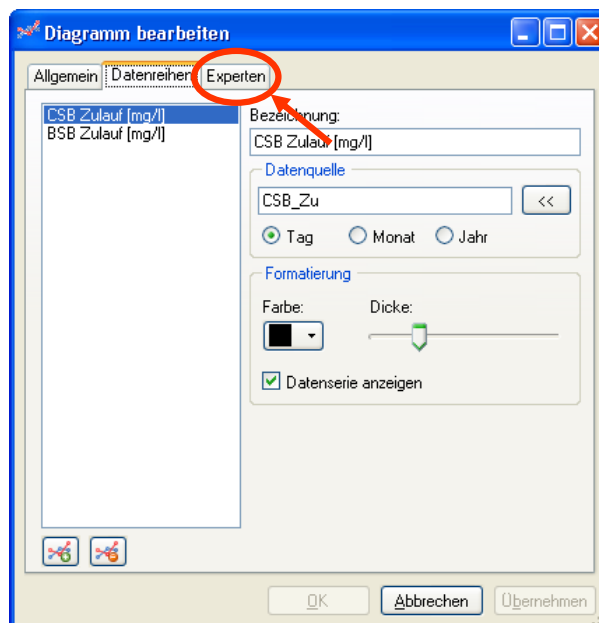 Diagramm bearbeiten
Allgemein Datenreihen Experten
CSB Zulauf [mg/l]
BSB Zulauf [mg/l]
Bezeichnung:
CSB Zulauf [mg/l]
Datenquelle
CSB_Zu <<
Tag Monat Jahr
Formatierung
Farbe: Dicke:
Datenserie anzeigen
OK Abbrechen Übernehmen